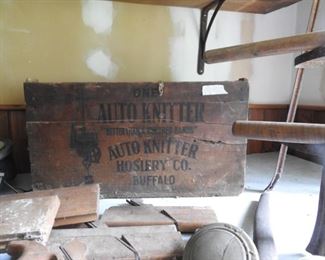 ONE
AUTO KNITTER
AUTO KNITTER
HOSIERY CO.
BUFFALO